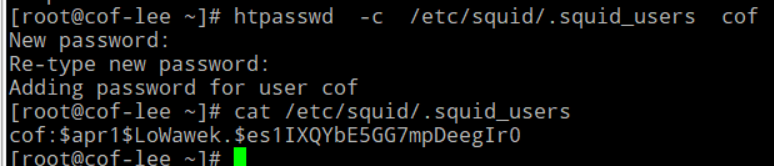 [root@cof-lee ~]# htpasswd -c /etc/squid/.squid_users cof
New password:
Re-type new password:
Adding password for user cof
[root@cof-lee ~]# cat /etc/squid/.squid_users
cof:$apr1$LoWawek.$es1IXQYbE5GG7mpDeegIr0
[root@cof-lee ~]#